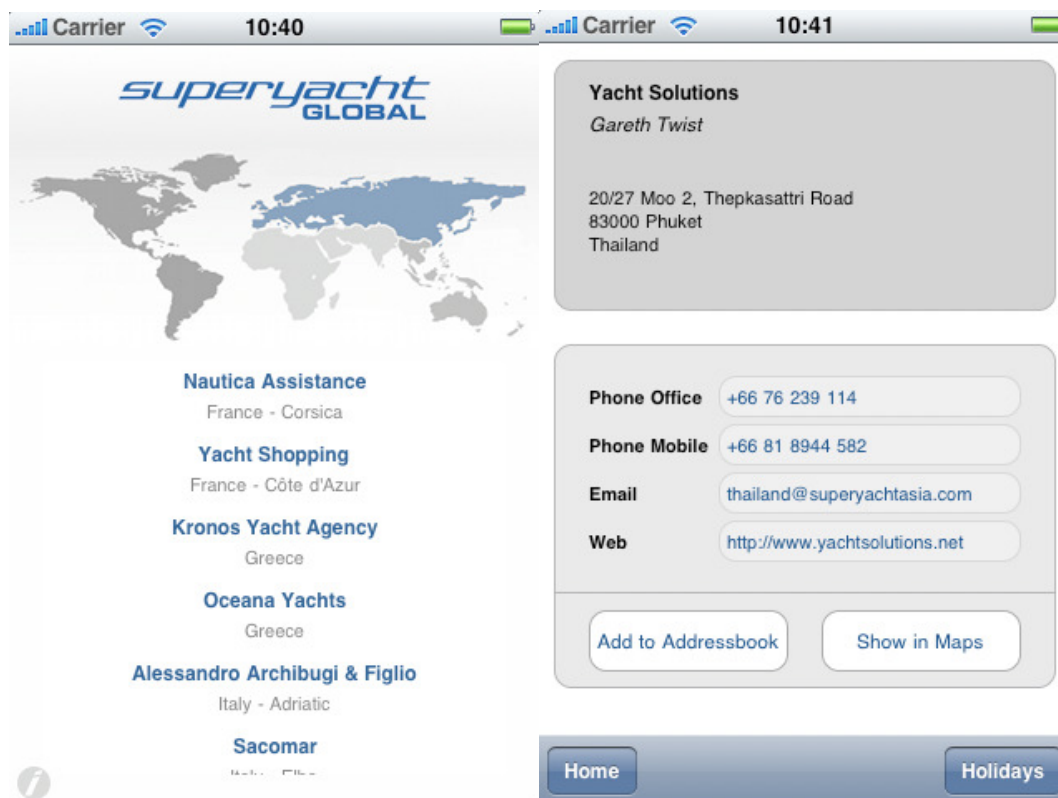 Carrier 10:40
superyacht
GLOBAL
Nautica Assistance
France - Corsica
Yacht Shopping
France - Côte d'Azur
Kronos Yacht Agency
Greece
Oceana Yachts
Greece
Alessandro Archibugi & Figlio
Italy - Adriatic
Sacomar
Italy - Elba
i
Carrier 10:41
Yacht Solutions
Gareth Twist
20/27 Moo 2, Thepkasattri Road
83000 Phuket
Thailand
Phone Office +66 76 239 114
Phone Mobile +66 81 8944 582
Email thailand@superyachtasia.com
Web http://www.yachtsolutions.net
Add to Addressbook Show in Maps
Home Holidays